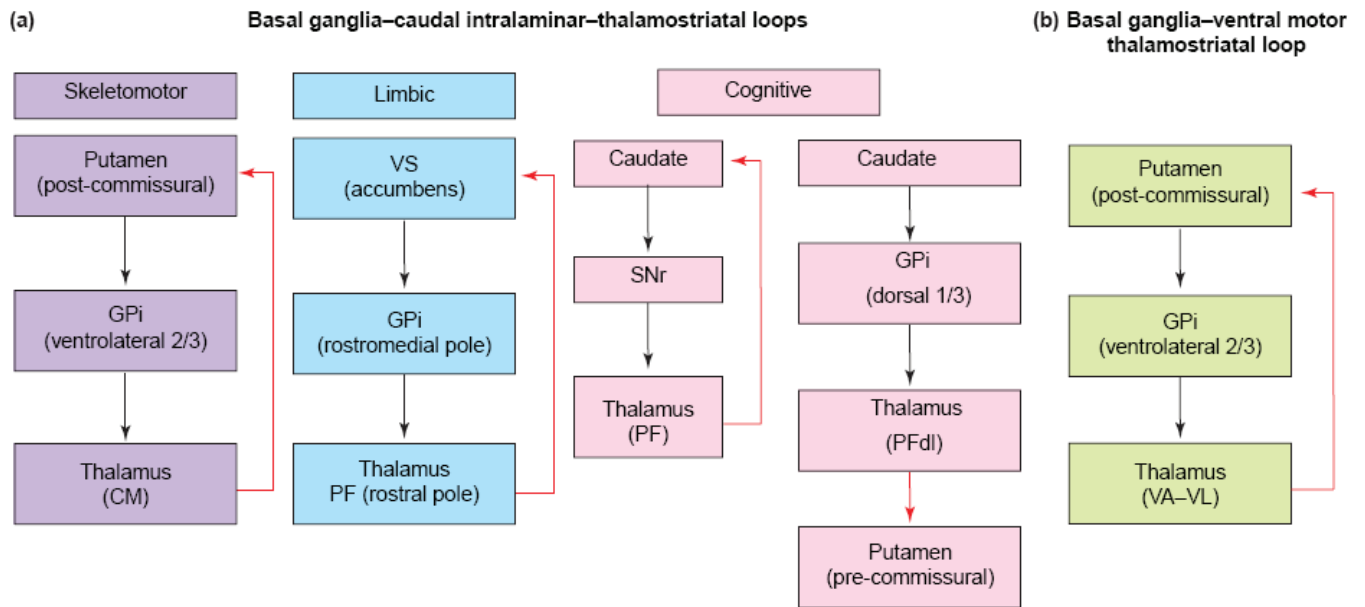 (a)
Basal ganglia–caudal intralaminar–thalamostriatal loops
Skeletomotor
Putamen
(post-commissural)
GPi
(ventrolateral 2/3)
Thalamus
(CM)
Limbic
VS
(accumbens)
GPi
(rostromedial pole)
Thalamus
PF (rostral pole)
Cognitive
Caudate
SNr
Thalamus
(PF)
Caudate
GPi
(dorsal 1/3)
Thalamus
(PFdl)
Putamen
(pre-commissural)
(b) Basal ganglia–ventral motor
thalamostriatal loop
Putamen
(post-commissural)
GPi
(ventrolateral 2/3)
Thalamus
(VA–VL)